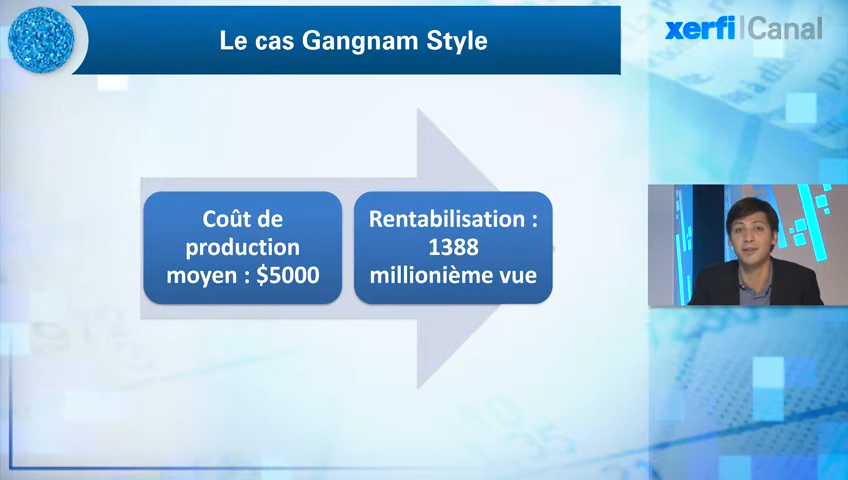 Le cas Gangnam Style
xerfi|Canal
Coût de
production
moyen : $5000
Rentabilisation :
1388
millionième vue